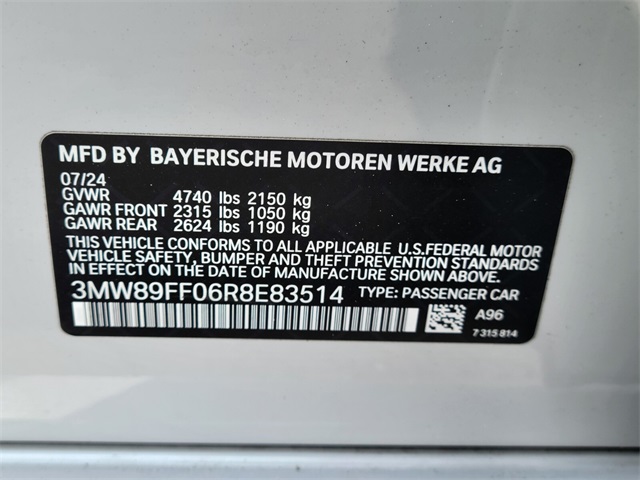 MFD BY BAYERISCHE MOTOREN WERKE AG
07/24
GVWR 4740 lbs 2150 kg
GAWR FRONT 2315 lbs 1050 kg
GAWR REAR 2624 lbs 1190 kg
THIS VEHICLE CONFORMS TO ALL APPLICABLE U.S.FEDERAL MOTOR
VEHICLE SAFETY, BUMPER AND THEFT PREVENTION STANDARDS
IN EFFECT ON THE DATE OF MANUFACTURE SHOWN ABOVE.
3MW89FF06R8E83514 TYPE: PASSENGER CAR
A96
7 315 814